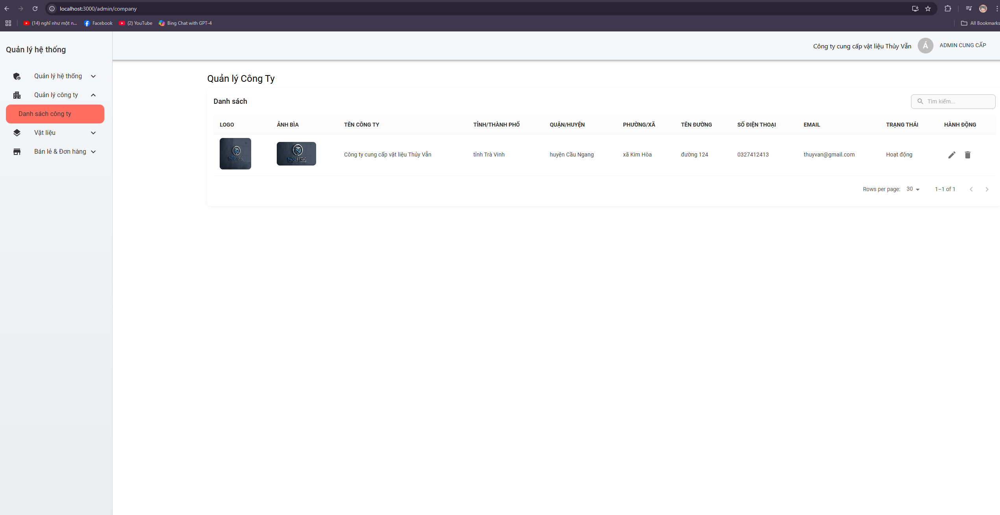 localhost:3000/admin/company
(14) nghĩ như một n...
Facebook
(2) YouTube
Bing Chat with GPT-4
All Bookmarks
Quản lý hệ thống
Công ty cung cấp vật liệu Thủy Vẫn
Á
ADMIN CUNG CẤP
Quản lý hệ thống
Quản lý công ty
Danh sách công ty
Vật liệu
Bán lẻ & Đơn hàng
Quản lý Công Ty
Danh sách
Tìm kiếm...
LOGO ẢNH BÌA TÊN CÔNG TY TỈNH/THÀNH PHỐ QUẬN/HUYỆN PHƯỜNG/XÃ TÊN ĐƯỜNG SỐ ĐIỆN THOẠI EMAIL TRẠNG THÁI HÀNH ĐỘNG
NEOTERIC
NEOTERIC
Công ty cung cấp vật liệu Thủy Vẫn tỉnh Trà Vinh huyện Cầu Ngang xã Kim Hòa đường 124 0327412413 thuyvan@gmail.com Hoạt động
Rows per page: 30 1–1 of 1